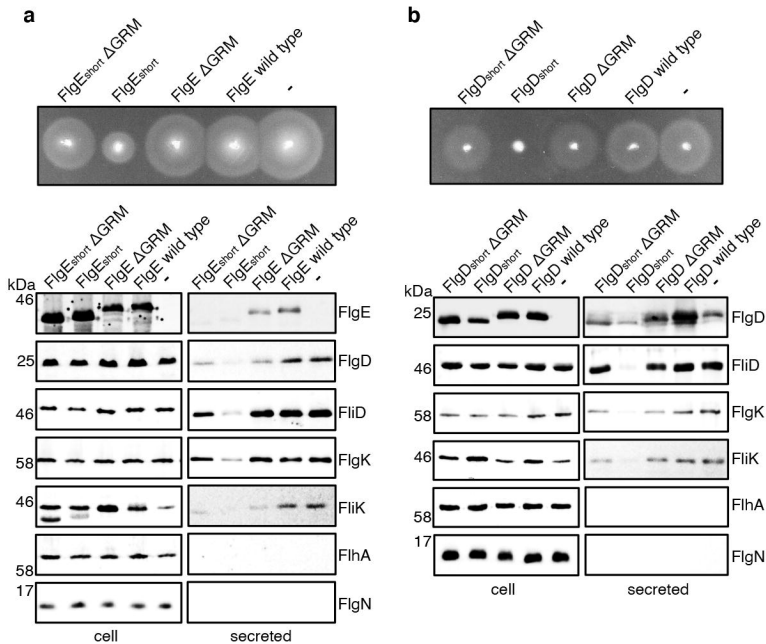 a
FlgEshort ΔGRM
FlgEshort
FlgE ΔGRM
FlgE wild type
-
FlgEshort ΔGRM
FlgEshort
FlgE ΔGRM
FlgE wild type
-
FlgEshort ΔGRM
FlgEshort
FlgE ΔGRM
FlgE wild type
-
kDa
46
FlgE
25
FlgD
46
FliD
58
FlgK
46
FliK
58
FlhA
17
FlgN
cell
secreted
b
FlgDshort ΔGRM
FlgDshort
FlgD ΔGRM
FlgD wild type
-
FlgDshort ΔGRM
FlgDshort
FlgD ΔGRM
FlgD wild type
-
FlgDshort ΔGRM
FlgDshort
FlgD ΔGRM
FlgD wild type
-
kDa
25
FlgD
46
FliD
58
FlgK
46
FliK
58
FlhA
17
FlgN
cell
secreted